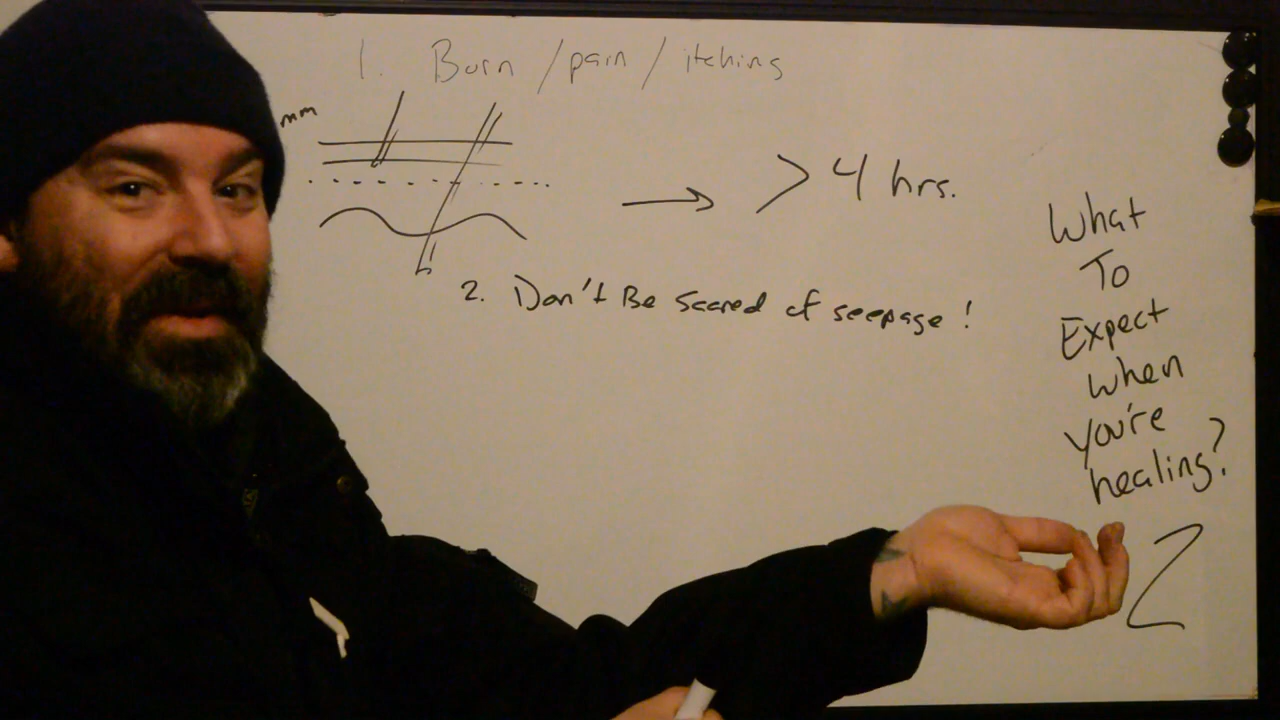 1. Burn / pain / itching
mm
> 4 hrs.
2. Don't Be Scared of seepage !
What
To
Expect
when
you're
healing?
2